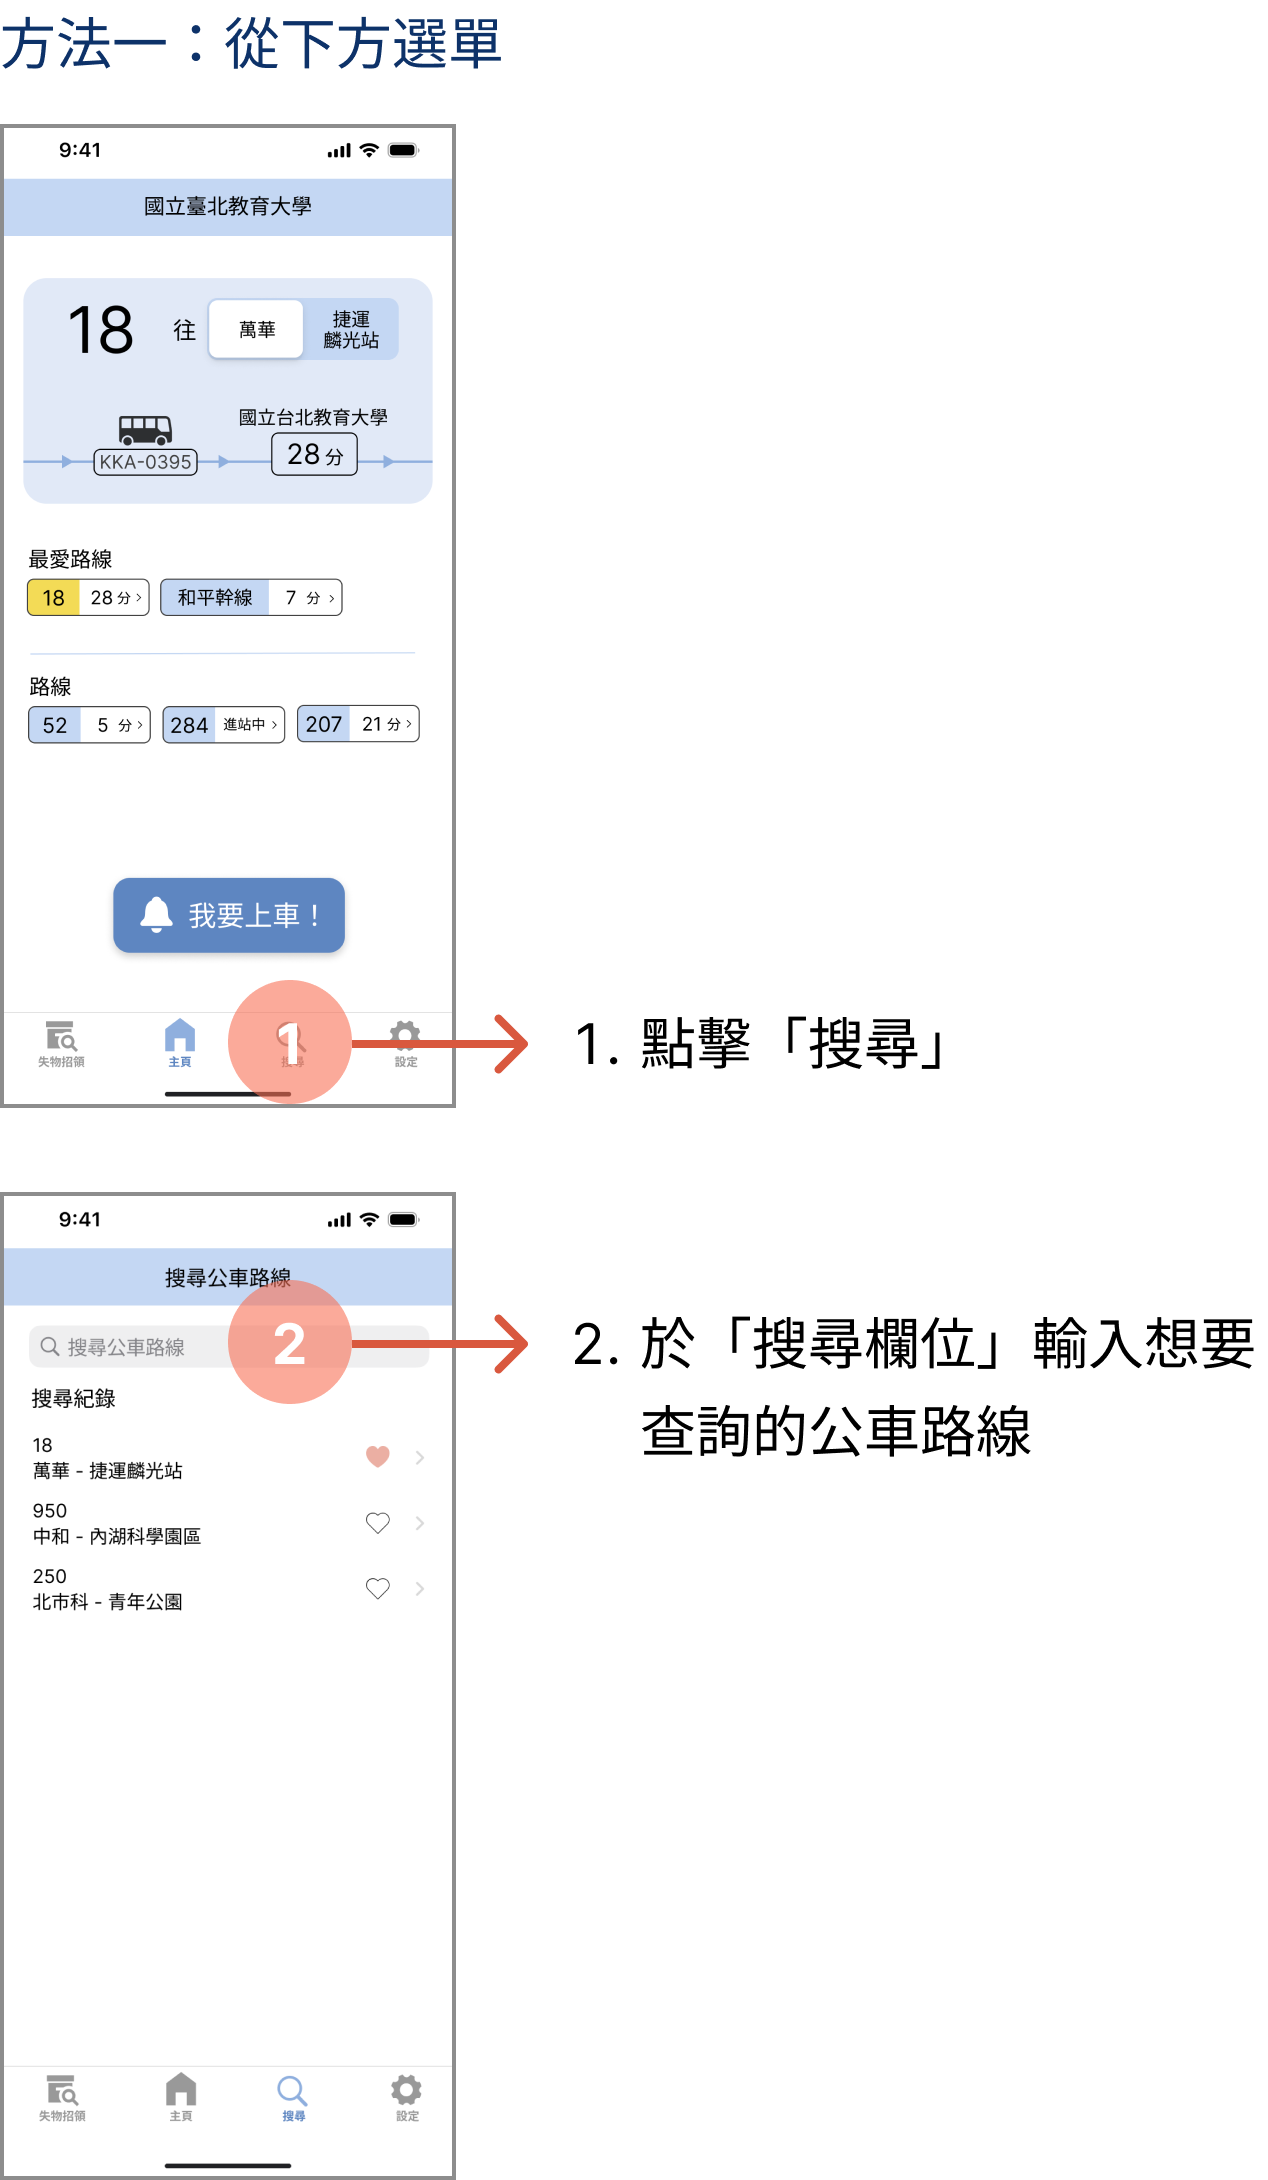 方法一：從下方選單
9:41
國立臺北教育大學
18 往 萬華 捷運
麟光站
國立台北教育大學
KKA-0395 28 分
最愛路線
18 28 分 和平幹線 7 分
路線
52 5 分 284 進站中 207 21 分
我要上車！
失物招領 主頁 搜尋 設定
1
1. 點擊「搜尋」
9:41
搜尋公車路線
搜尋公車路線
2
2. 於「搜尋欄位」輸入想要
查詢的公車路線
搜尋紀錄
18
萬華 - 捷運麟光站
950
中和 - 內湖科學園區
250
北市科 - 青年公園
失物招領 主頁 搜尋 設定